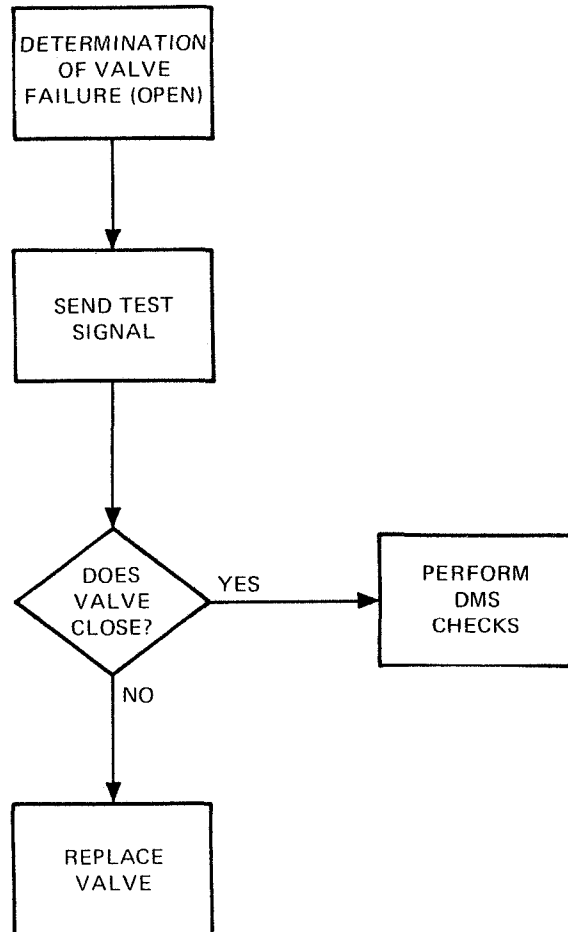 DETERMINATION
OF VALVE
FAILURE (OPEN)
SEND TEST
SIGNAL
DOES
VALVE
CLOSE?
YES
PERFORM
DMS
CHECKS
NO
REPLACE
VALVE